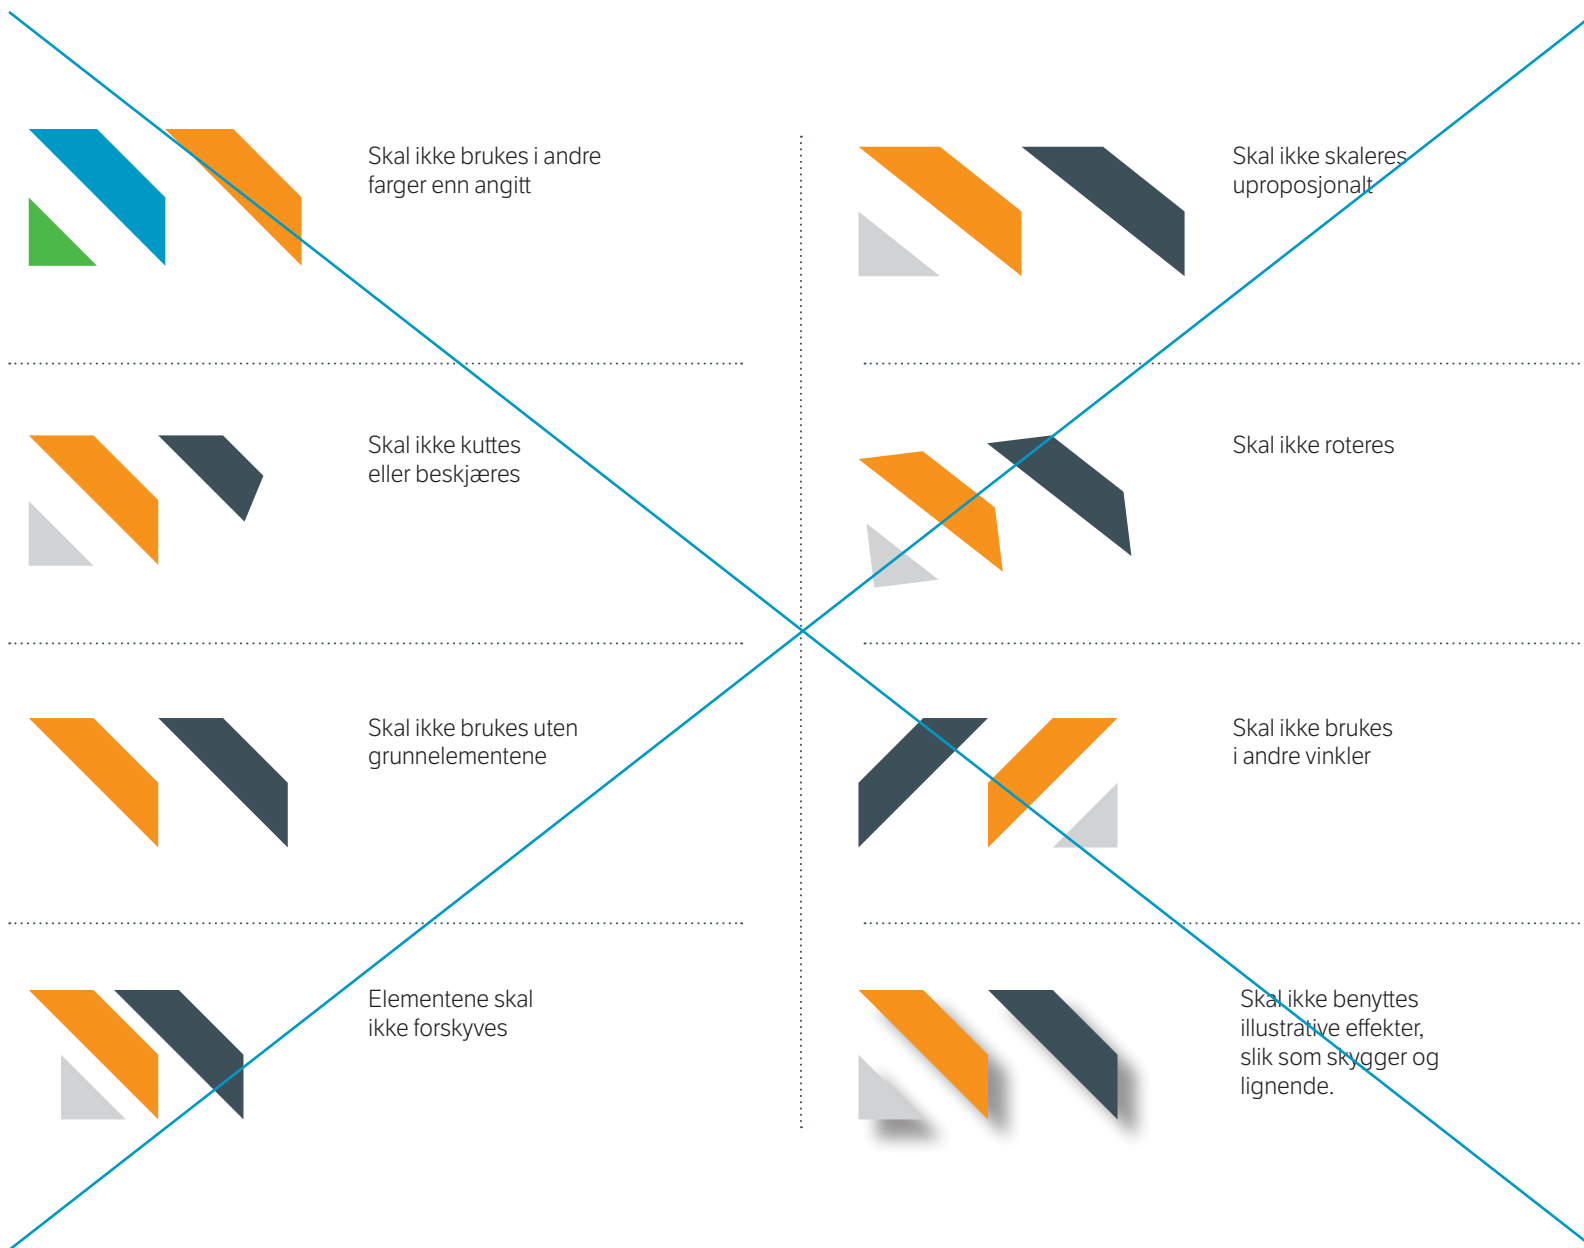 Skal ikke brukes i andre
farger enn angitt
Skal ikke skaleres
uproposjonalt
Skal ikke kuttes
eller beskjæres
Skal ikke roteres
Skal ikke brukes uten
grunnelementene
Skal ikke brukes
i andre vinkler
Elementene skal
ikke forskyves
Skal ikke benyttes
illustrative effekter,
slik som skygger og
lignende.